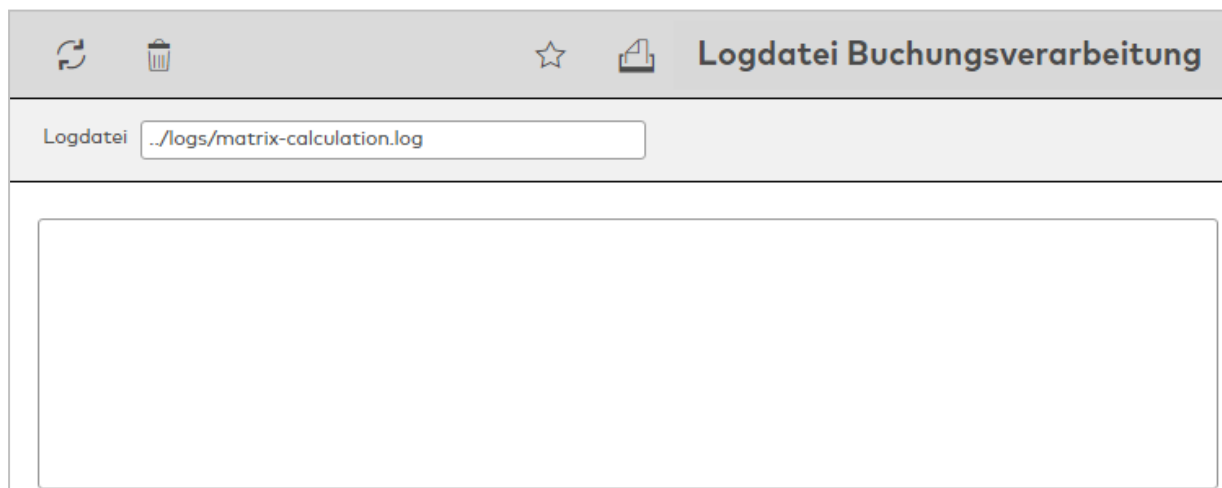 Logdatei Buchungsverarbeitung
Logdatei ../logs/matrix-calculation.log